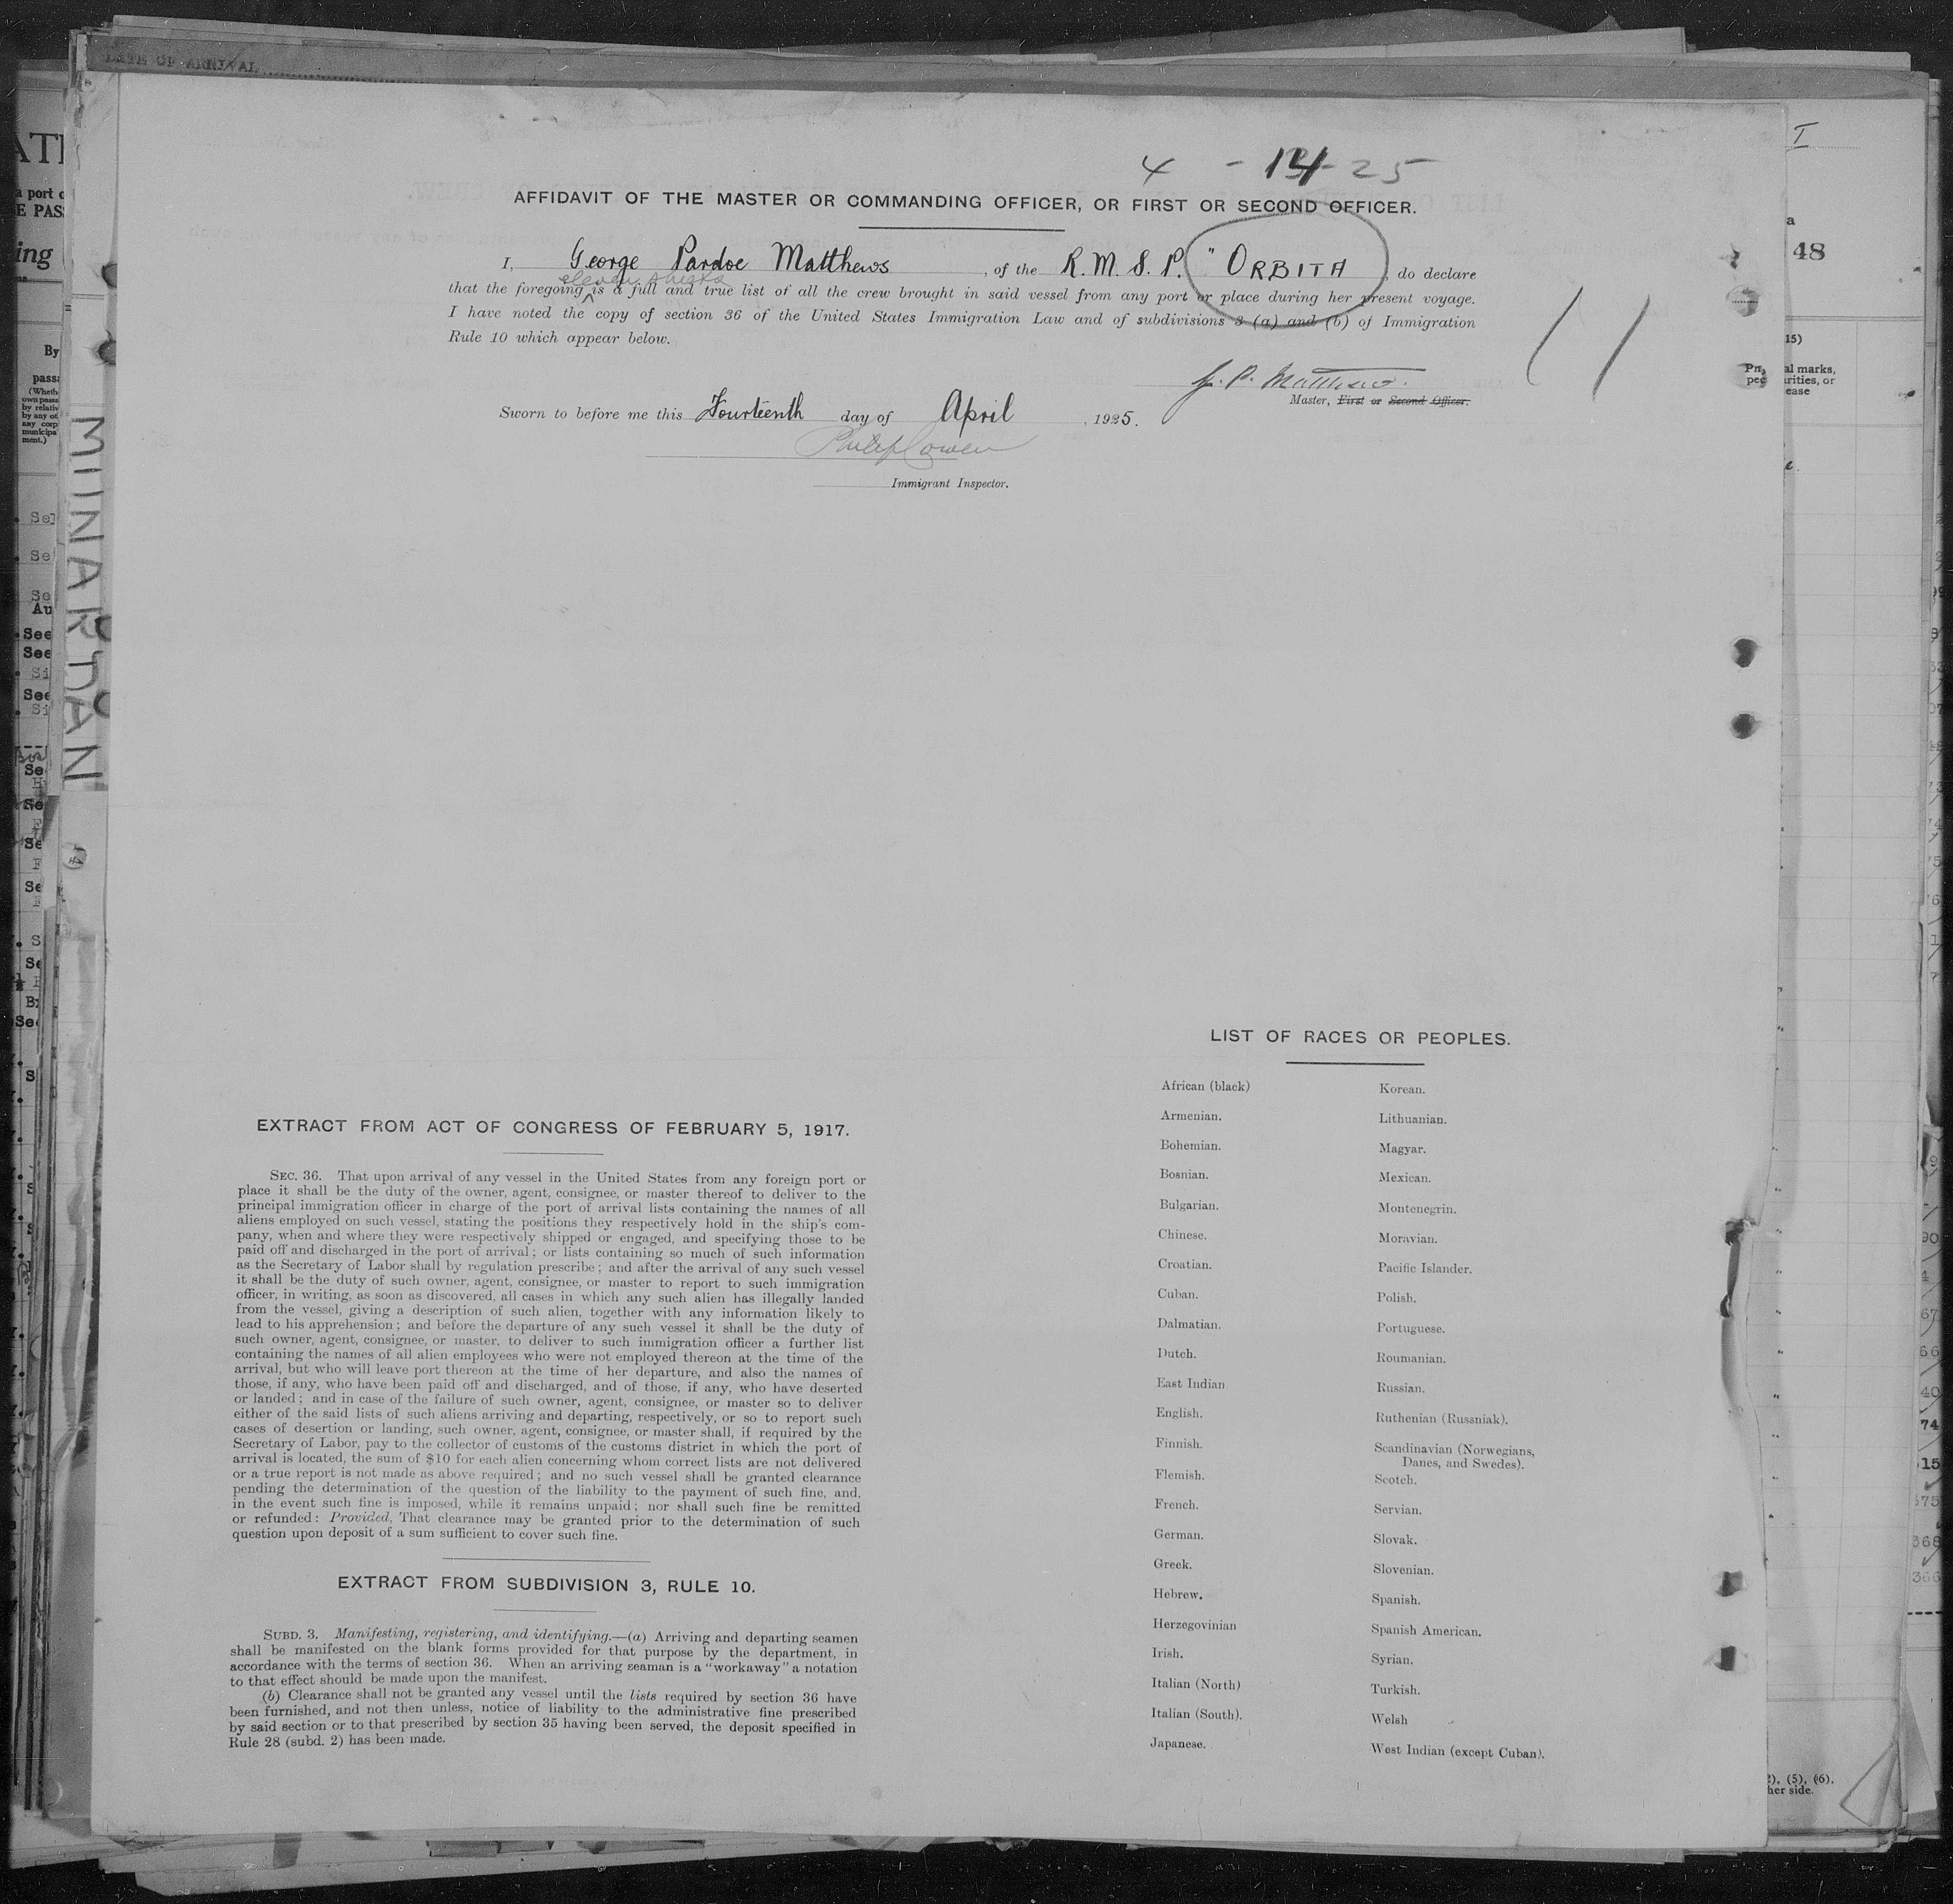 DATE OF ARRIVAL
4 - 14 - 25
AFFIDAVIT OF THE MASTER OR COMMANDING OFFICER, OR FIRST OR SECOND OFFICER.
I, George Pardoe Matthews, of the R.M.S.P. "ORBITA, do declare
eleven sheets
that the foregoing is a full and true list of all the crew brought in said vessel from any port or place during her present voyage.
I have noted the copy of section 36 of the United States Immigration Law and of subdivisions 3 (a) and (b) of Immigration
Rule 10 which appear below.
11
G. P. Matthews.
Master, First or Second Officer.
Sworn to before me this Fourteenth day of April, 1925.
Immigrant Inspector.
MINNARDAN
LIST OF RACES OR PEOPLES.
African (black)
Armenian.
Bohemian.
Bosnian.
Bulgarian.
Chinese.
Croatian.
Cuban.
Dalmatian.
Dutch.
East Indian
English.
Finnish.
Flemish.
French.
German.
Greek.
Hebrew.
Herzegovinian
Irish.
Italian (North)
Italian (South).
Japanese.
Korean.
Lithuanian.
Magyar.
Mexican.
Montenegrin.
Moravian.
Pacific Islander.
Polish.
Portuguese.
Roumanian.
Russian.
Ruthenian (Russniak).
Scandinavian (Norwegians,
Danes, and Swedes).
Scotch.
Servian.
Slovak.
Slovenian.
Spanish.
Spanish American.
Syrian.
Turkish.
Welsh
West Indian (except Cuban).
EXTRACT FROM ACT OF CONGRESS OF FEBRUARY 5, 1917.
SEC. 36. That upon arrival of any vessel in the United States from any foreign port or
place it shall be the duty of the owner, agent, consignee, or master thereof to deliver to the
principal immigration officer in charge of the port of arrival lists containing the names of all
aliens employed on such vessel, stating the positions they respectively hold in the ship's com-
pany, when and where they were respectively shipped or engaged, and specifying those to be
paid off and discharged in the port of arrival; or lists containing so much of such information
as the Secretary of Labor shall by regulation prescribe; and after the arrival of any such vessel
it shall be the duty of such owner, agent, consignee, or master to report to such immigration
officer, in writing, as soon as discovered, all cases in which any such alien has illegally landed
from the vessel, giving a description of such alien, together with any information likely to
lead to his apprehension; and before the departure of any such vessel it shall be the duty of
such owner, agent, consignee, or master, to deliver to such immigration officer a further list
containing the names of all alien employees who were not employed thereon at the time of the
arrival, but who will leave port thereon at the time of her departure, and also the names of
those, if any, who have been paid off and discharged, and of those, if any, who have deserted
or landed; and in case of the failure of such owner, agent, consignee, or master so to deliver
either of the said lists of such aliens arriving and departing, respectively, or so to report such
cases of desertion or landing, such owner, agent, consignee, or master shall, if required by the
Secretary of Labor, pay to the collector of customs of the customs district in which the port of
arrival is located, the sum of $10 for each alien concerning whom correct lists are not delivered
or a true report is not made as above required; and no such vessel shall be granted clearance
pending the determination of the question of the liability to the payment of such fine, and,
in the event such fine is imposed, while it remains unpaid; nor shall such fine be remitted
or refunded: Provided, That clearance may be granted prior to the determination of such
question upon deposit of a sum sufficient to cover such fine.
EXTRACT FROM SUBDIVISION 3, RULE 10.
SUBD. 3. Manifesting, registering, and identifying.—(a) Arriving and departing seamen
shall be manifested on the blank forms provided for that purpose by the department, in
accordance with the terms of section 36. When an arriving seaman is a "workaway" a notation
to that effect should be made upon the manifest.
(b) Clearance shall not be granted any vessel until the lists required by section 36 have
been furnished, and not then unless, notice of liability to the administrative fine prescribed
by said section or to that prescribed by section 35 having been served, the deposit specified in
Rule 28 (subd. 2) has been made.